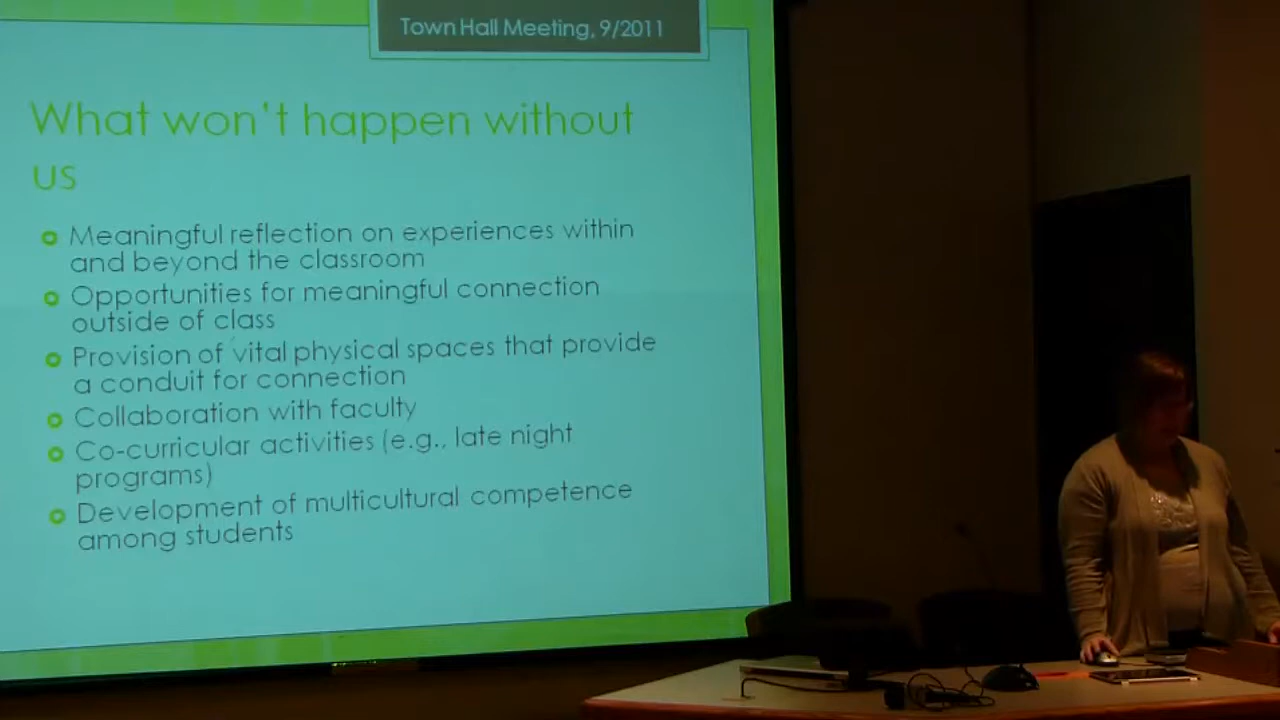 Town Hall Meeting, 9/2011
What won't happen without
us
Meaningful reflection on experiences within
and beyond the classroom
Opportunities for meaningful connection
outside of class
Provision of vital physical spaces that provide
a conduit for connection
Collaboration with faculty
Co-curricular activities (e.g., late night
programs)
Development of multicultural competence
among students